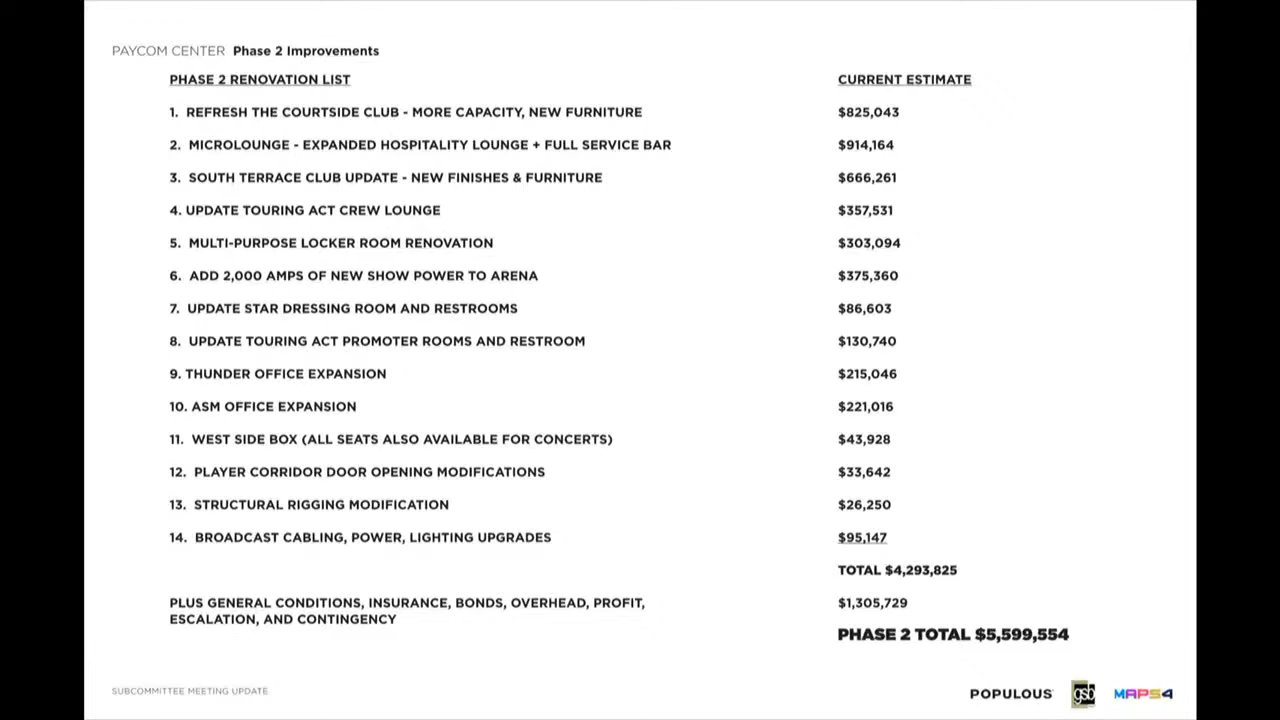 PAYCOM CENTER Phase 2 Improvements
PHASE 2 RENOVATION LIST CURRENT ESTIMATE
1. REFRESH THE COURTSIDE CLUB - MORE CAPACITY, NEW FURNITURE $825,043
2. MICROLOUNGE - EXPANDED HOSPITALITY LOUNGE + FULL SERVICE BAR $914,164
3. SOUTH TERRACE CLUB UPDATE - NEW FINISHES & FURNITURE $666,261
4. UPDATE TOURING ACT CREW LOUNGE $357,531
5. MULTI-PURPOSE LOCKER ROOM RENOVATION $303,094
6. ADD 2,000 AMPS OF NEW SHOW POWER TO ARENA $375,360
7. UPDATE STAR DRESSING ROOM AND RESTROOMS $86,603
8. UPDATE TOURING ACT PROMOTER ROOMS AND RESTROOM $130,740
9. THUNDER OFFICE EXPANSION $215,046
10. ASM OFFICE EXPANSION $221,016
11. WEST SIDE BOX (ALL SEATS ALSO AVAILABLE FOR CONCERTS) $43,928
12. PLAYER CORRIDOR DOOR OPENING MODIFICATIONS $33,642
13. STRUCTURAL RIGGING MODIFICATION $26,250
14. BROADCAST CABLING, POWER, LIGHTING UPGRADES $95,147
TOTAL $4,293,825
PLUS GENERAL CONDITIONS, INSURANCE, BONDS, OVERHEAD, PROFIT, $1,305,729
ESCALATION, AND CONTINGENCY
PHASE 2 TOTAL $5,599,554
SUBCOMMITTEE MEETING UPDATE POPULOUS gsb MAPS4